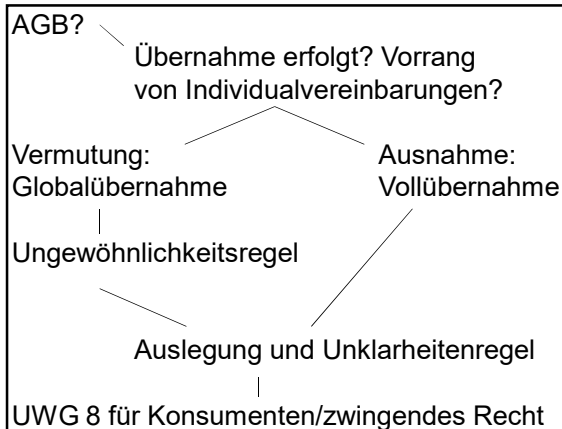 AGB?
Übernahme erfolgt? Vorrang
von Individualvereinbarungen?
Vermutung:
Globalübernahme
Ausnahme:
Vollübernahme
Ungewöhnlichkeitsregel
Auslegung und Unklarheitenregel
UWG 8 für Konsumenten/zwingendes Recht